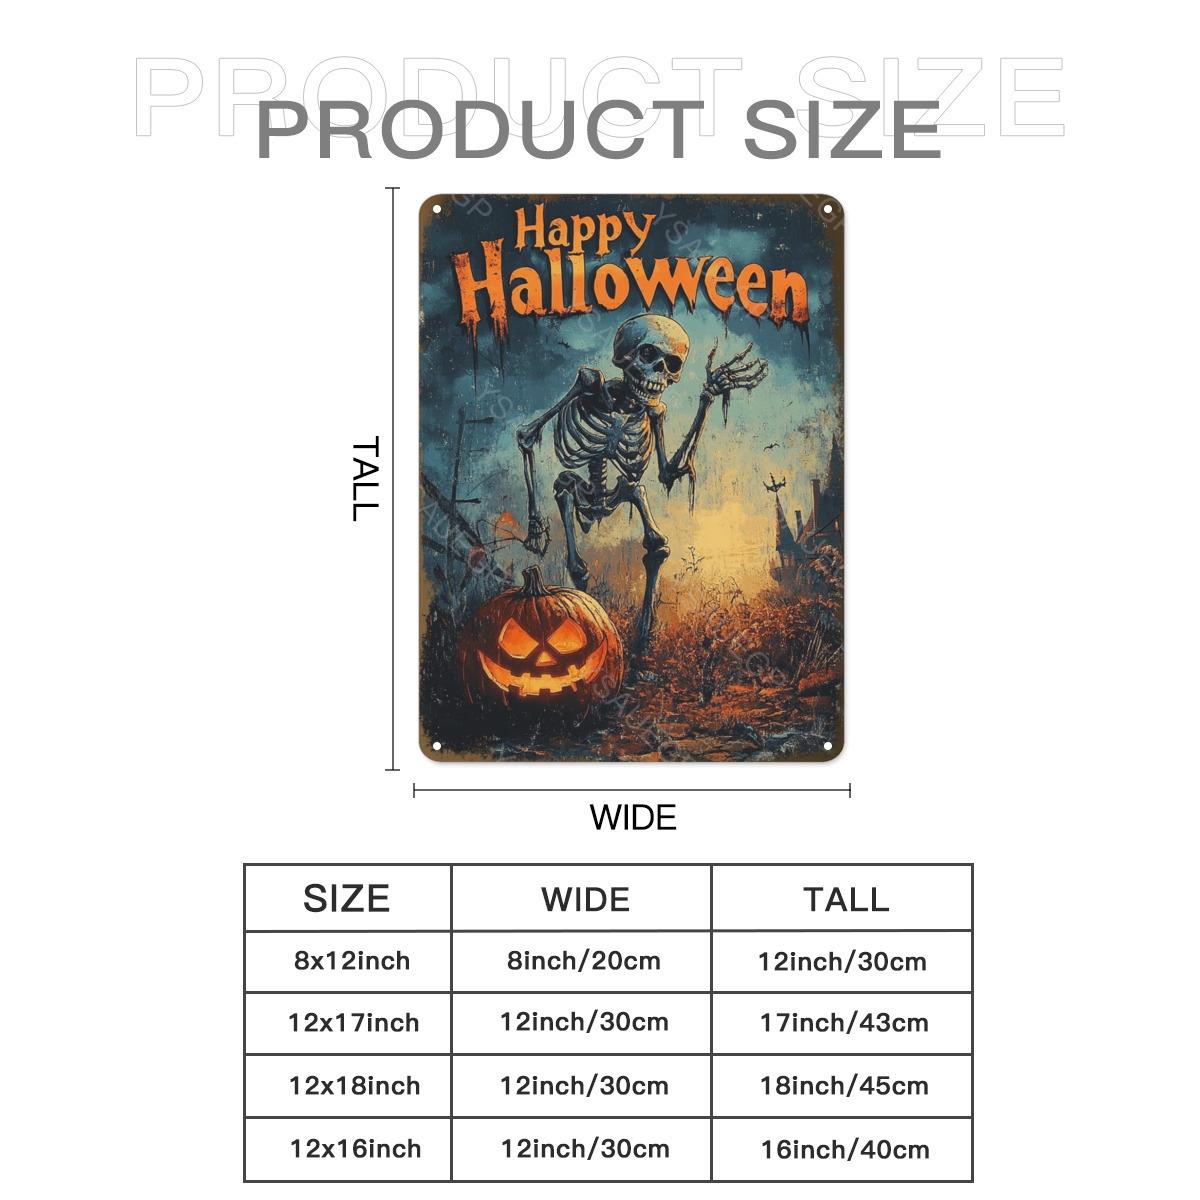 PRODUCT SIZE
PRODUCT SIZE
Happy
Halloween
TALL
WIDE
SIZE WIDE TALL
8x12inch 8inch/20cm 12inch/30cm
12x17inch 12inch/30cm 17inch/43cm
12x18inch 12inch/30cm 18inch/45cm
12x16inch 12inch/30cm 16inch/40cm